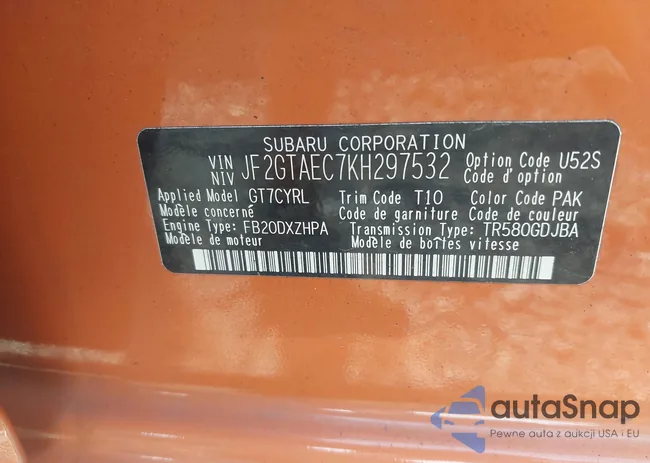 SUBARU CORPORATION
VIN
NIV
JF2GTAEC7KH297532
Option Code U52S
Code d'option
Applied Model GT7CYRL
Trim Code T10
Color Code PAK
Modèle concerné
Code de garniture
Code de couleur
Engine Type: FB20DXZHPA
Transmission Type: TR580GDJBA
Modèle de moteur
Modèle de boîtes vitesse
autaSnap
Pewne auta z aukcji USA i EU